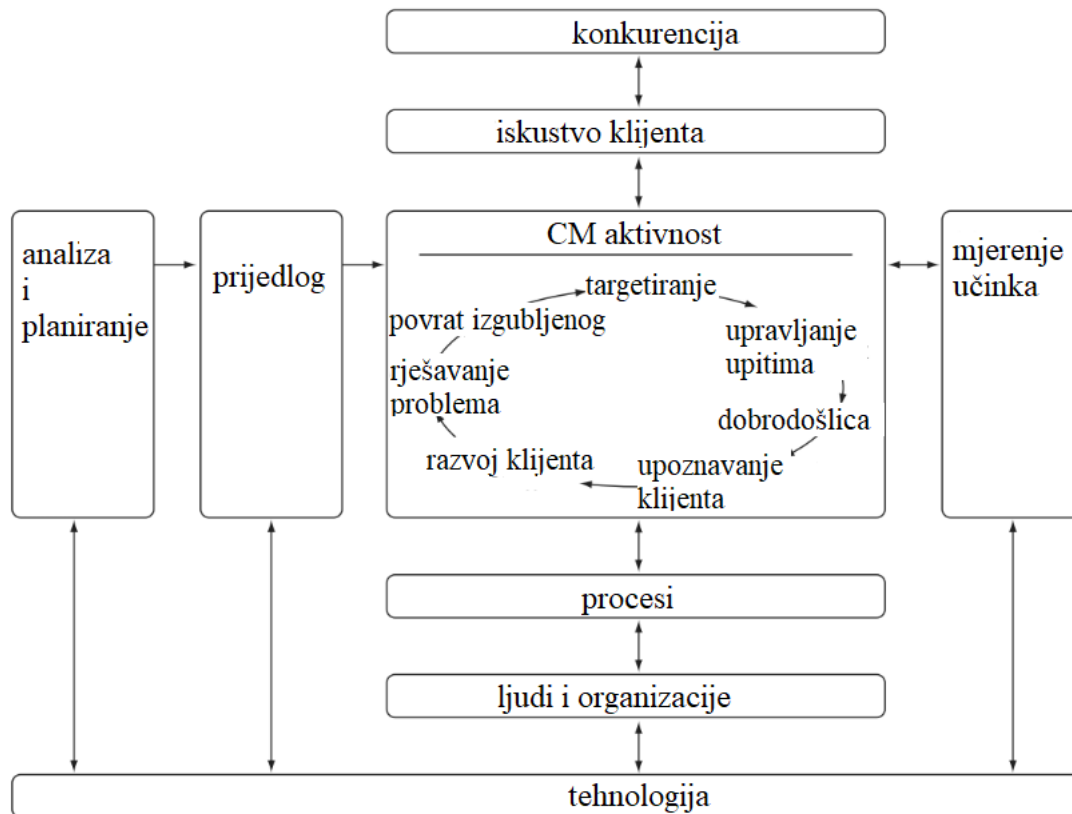 konkurencija
iskustvo klijenta
analiza
i
planiranje
prijedlog
CM aktivnost
targetiranje
povrat izgubljenog
upravljanje
upitima
rješavanje
problema
dobrodošlica
razvoj klijenta
upoznavanje
klijenta
mjerenje
učinka
procesi
ljudi i organizacije
tehnologija